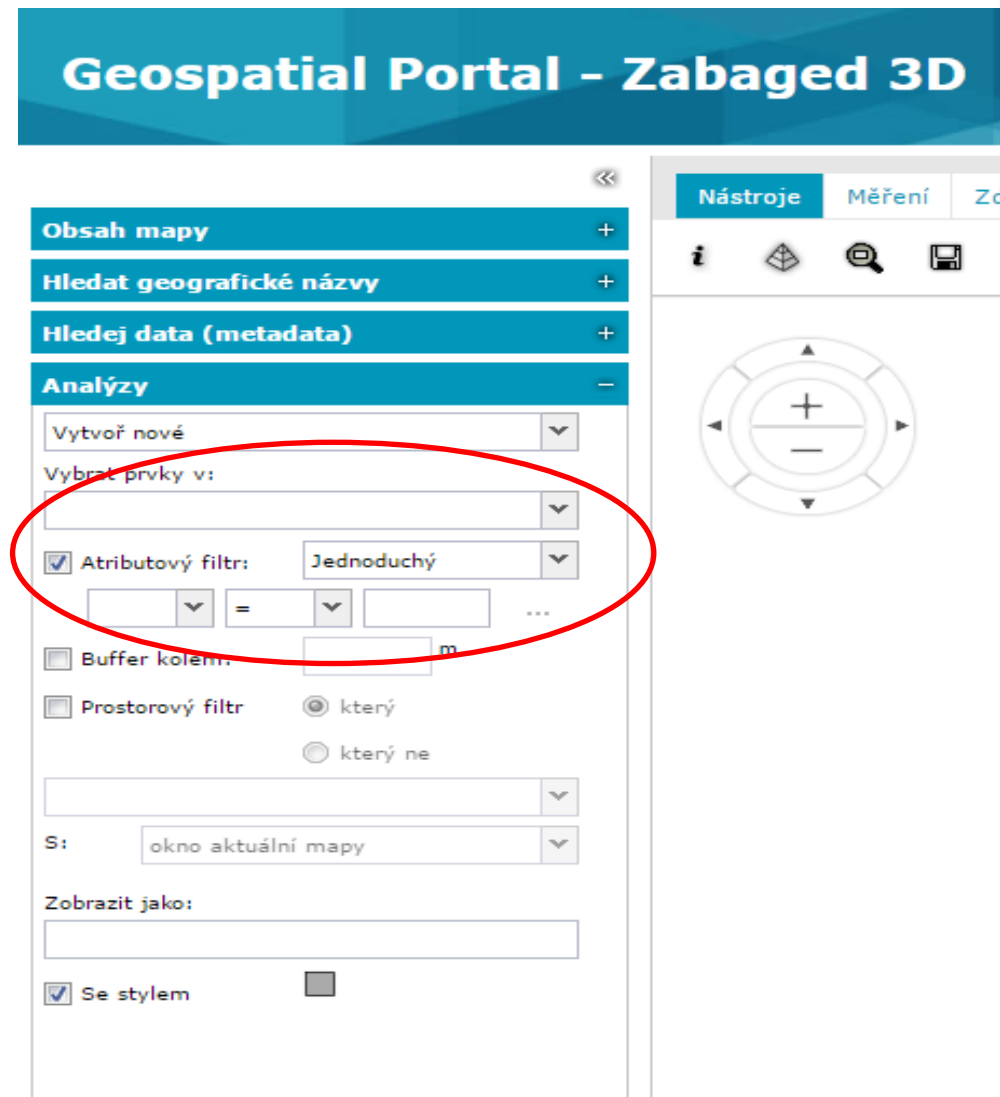 Geospatial Portal - Zabaged 3D
Obsah mapy
Hledat geografické názvy
Hledej data (metadata)
Analýzy
Vytvoř nové
Vybrat prvky v:
Atributový filtr: Jednoduchý
= ...
Buffer kolem: m
Prostorový filtr který
který ne
S: okno aktuální mapy
Zobrazit jako:
Se stylem
Nástroje Měření